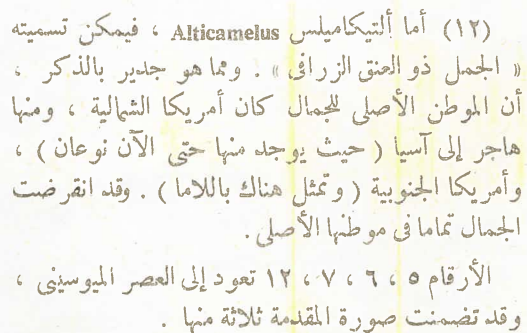 (١٢) أما ألتيكاميلس Alticamelus ، فيمكن تسميته
« الجمل ذو العنق الزرافى » . ومما هو جدير بالذكر ،
أن الموطن الأصلى للجمال كان أمريكا الشمالية ، ومنها
هاجر إلى آسيا ( حيث يوجد منها حتى الآن نوعان ) ،
وأمريكا الجنوبية ( وتمثل هناك باللاما ) . وقد انقرضت
الجمال تماما فى موطنها الأصلى .
الأرقام ٥ ، ٦ ، ٧ ، ١٢ تعود إلى العصر الميوسينى ،
وقد تضمنت صورة المقدمة ثلاثة منها .